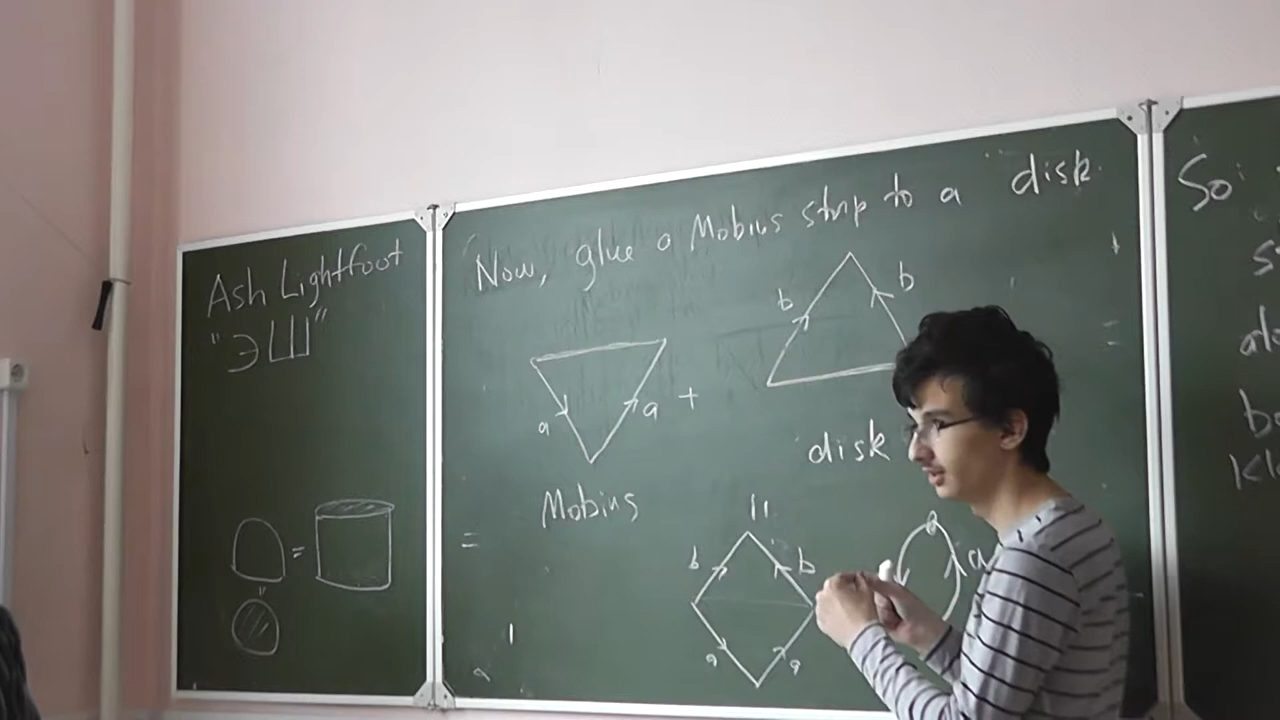 Ash Lightfoot
"ЭШ"
=
"
Now, glue a Mobius strip to a "disk
b
b
a
a +
disk
Mobius
=
"
b
b
a
a
a
So